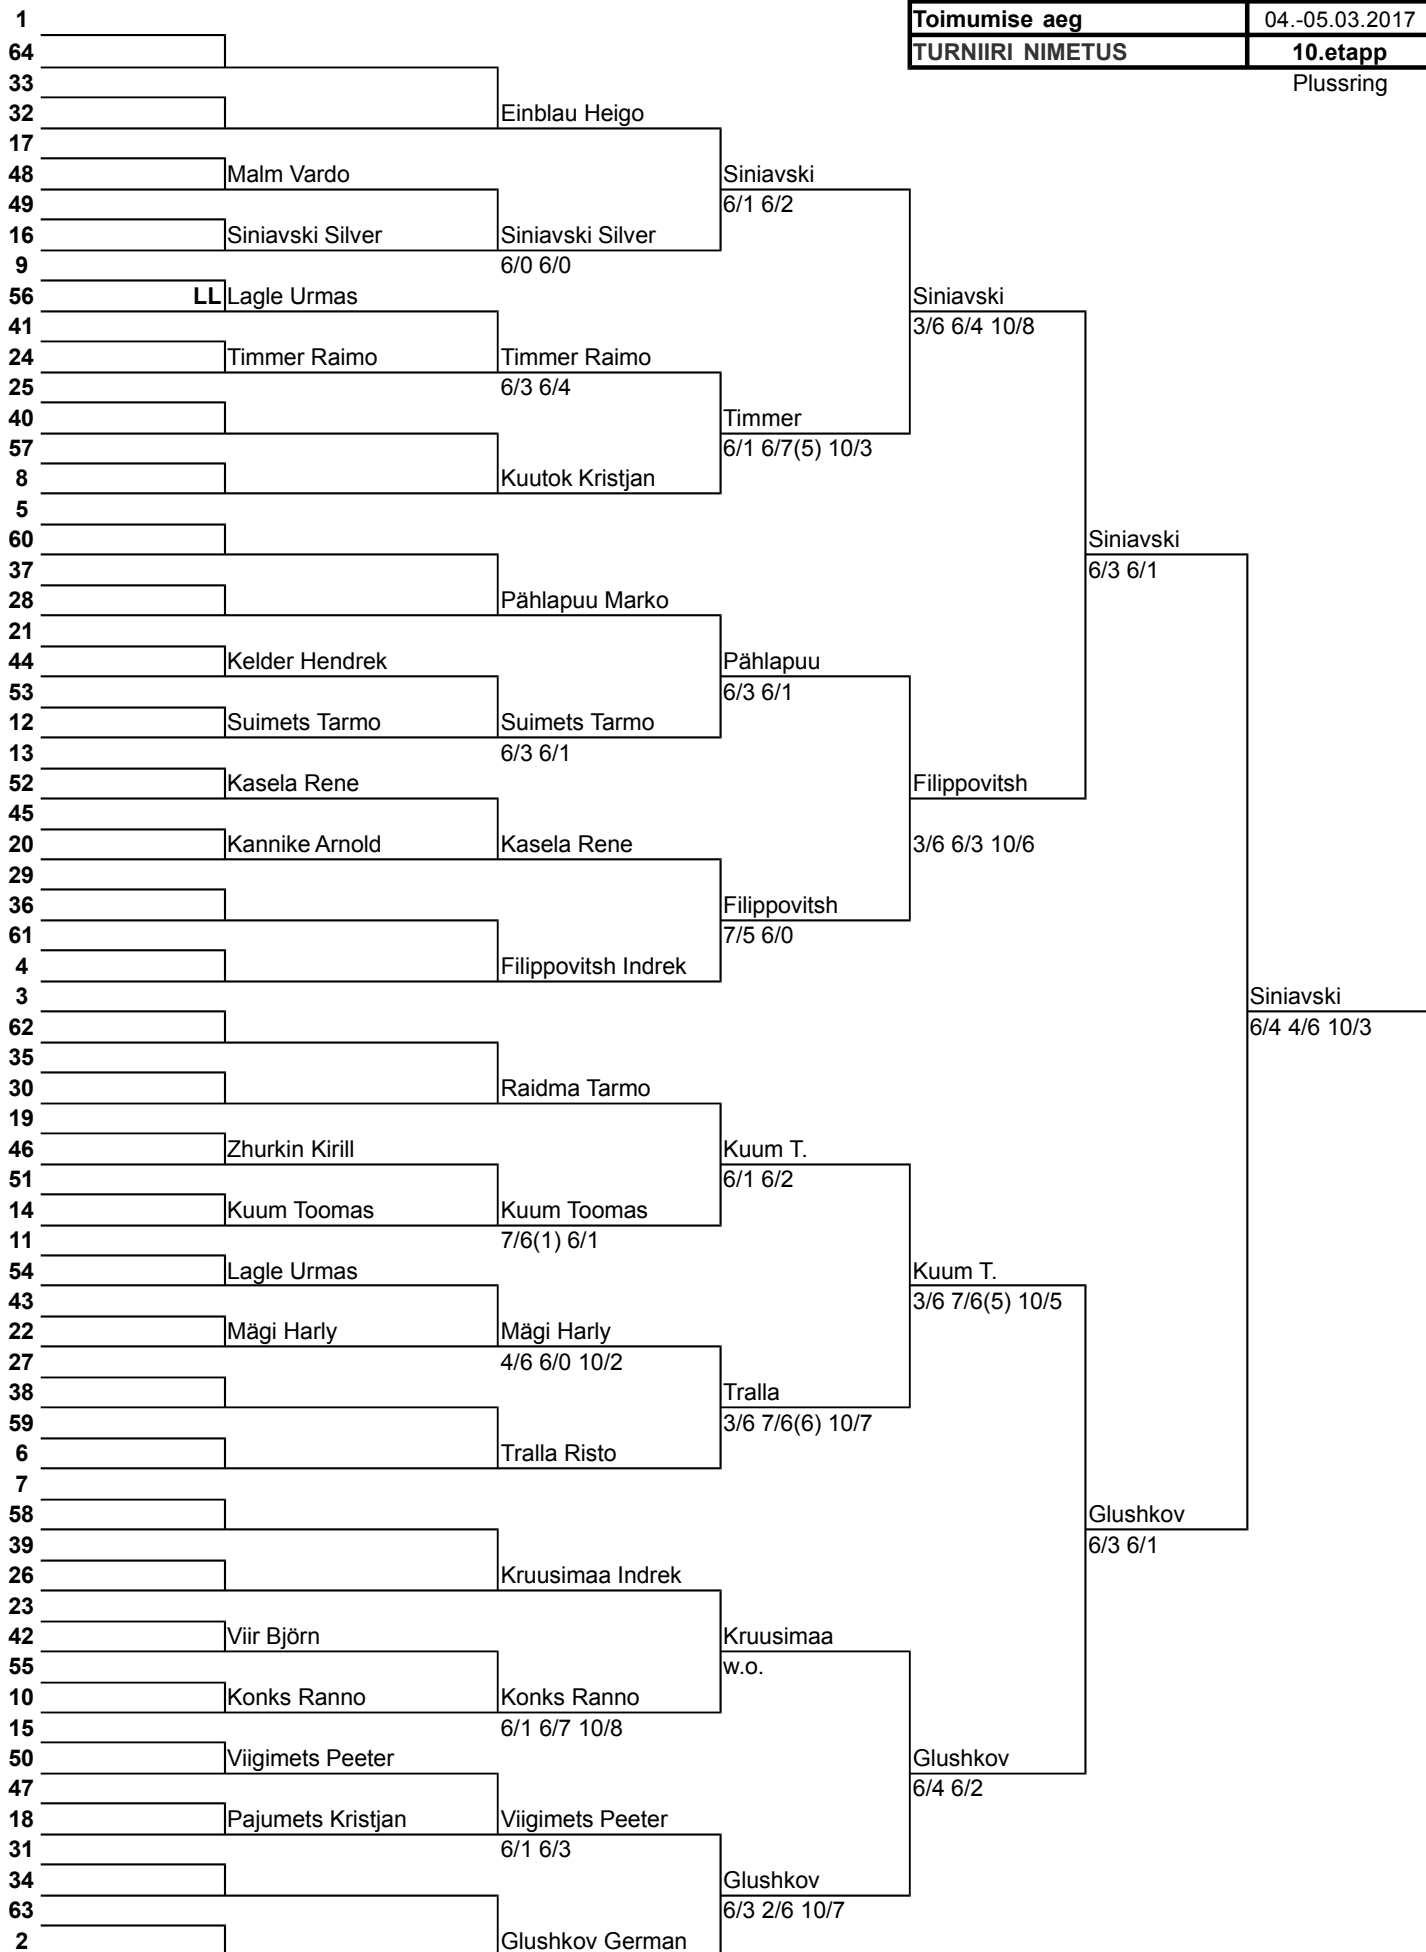 1 Toimumise aeg 04.-05.03.2017
64 TURNIIRI NIMETUS 10.etapp
33 Plussring
32 Einblau Heigo
17
48 Malm Vardo Siniavski
49 6/1 6/2
16 Siniavski Silver Siniavski Silver
9 6/0 6/0
56 LL Lagle Urmas Siniavski
41 3/6 6/4 10/8
24 Timmer Raimo Timmer Raimo
25 6/3 6/4
40 Timmer
57 6/1 6/7(5) 10/3
8 Kuutok Kristjan
5
60 Siniavski
37 6/3 6/1
28 Pählapuu Marko
21
44 Kelder Hendrek Pählapuu
53 6/3 6/1
12 Suimets Tarmo Suimets Tarmo
13 6/3 6/1
52 Kasela Rene Filippovitsh
45
20 Kannike Arnold Kasela Rene 3/6 6/3 10/6
29
36 Filippovitsh
61 7/5 6/0
4 Filippovitsh Indrek
3 Siniavski
62 6/4 4/6 10/3
35
30 Raidma Tarmo
19
46 Zhurkin Kirill Kuum T.
51 6/1 6/2
14 Kuum Toomas Kuum Toomas
11 7/6(1) 6/1
54 Lagle Urmas Kuum T.
43 3/6 7/6(5) 10/5
22 Mägi Harly Mägi Harly
27 4/6 6/0 10/2
38 Tralla
59 3/6 7/6(6) 10/7
6 Tralla Risto
7
58 Glushkov
39 6/3 6/1
26 Kruusimaa Indrek
23
42 Viir Björn Kruusimaa
55 w.o.
10 Konks Ranno Konks Ranno
15 6/1 6/7 10/8
50 Viigimets Peeter Glushkov
47 6/4 6/2
18 Pajumets Kristjan Viigimets Peeter
31 6/1 6/3
34 Glushkov
63 6/3 2/6 10/7
2 Glushkov German